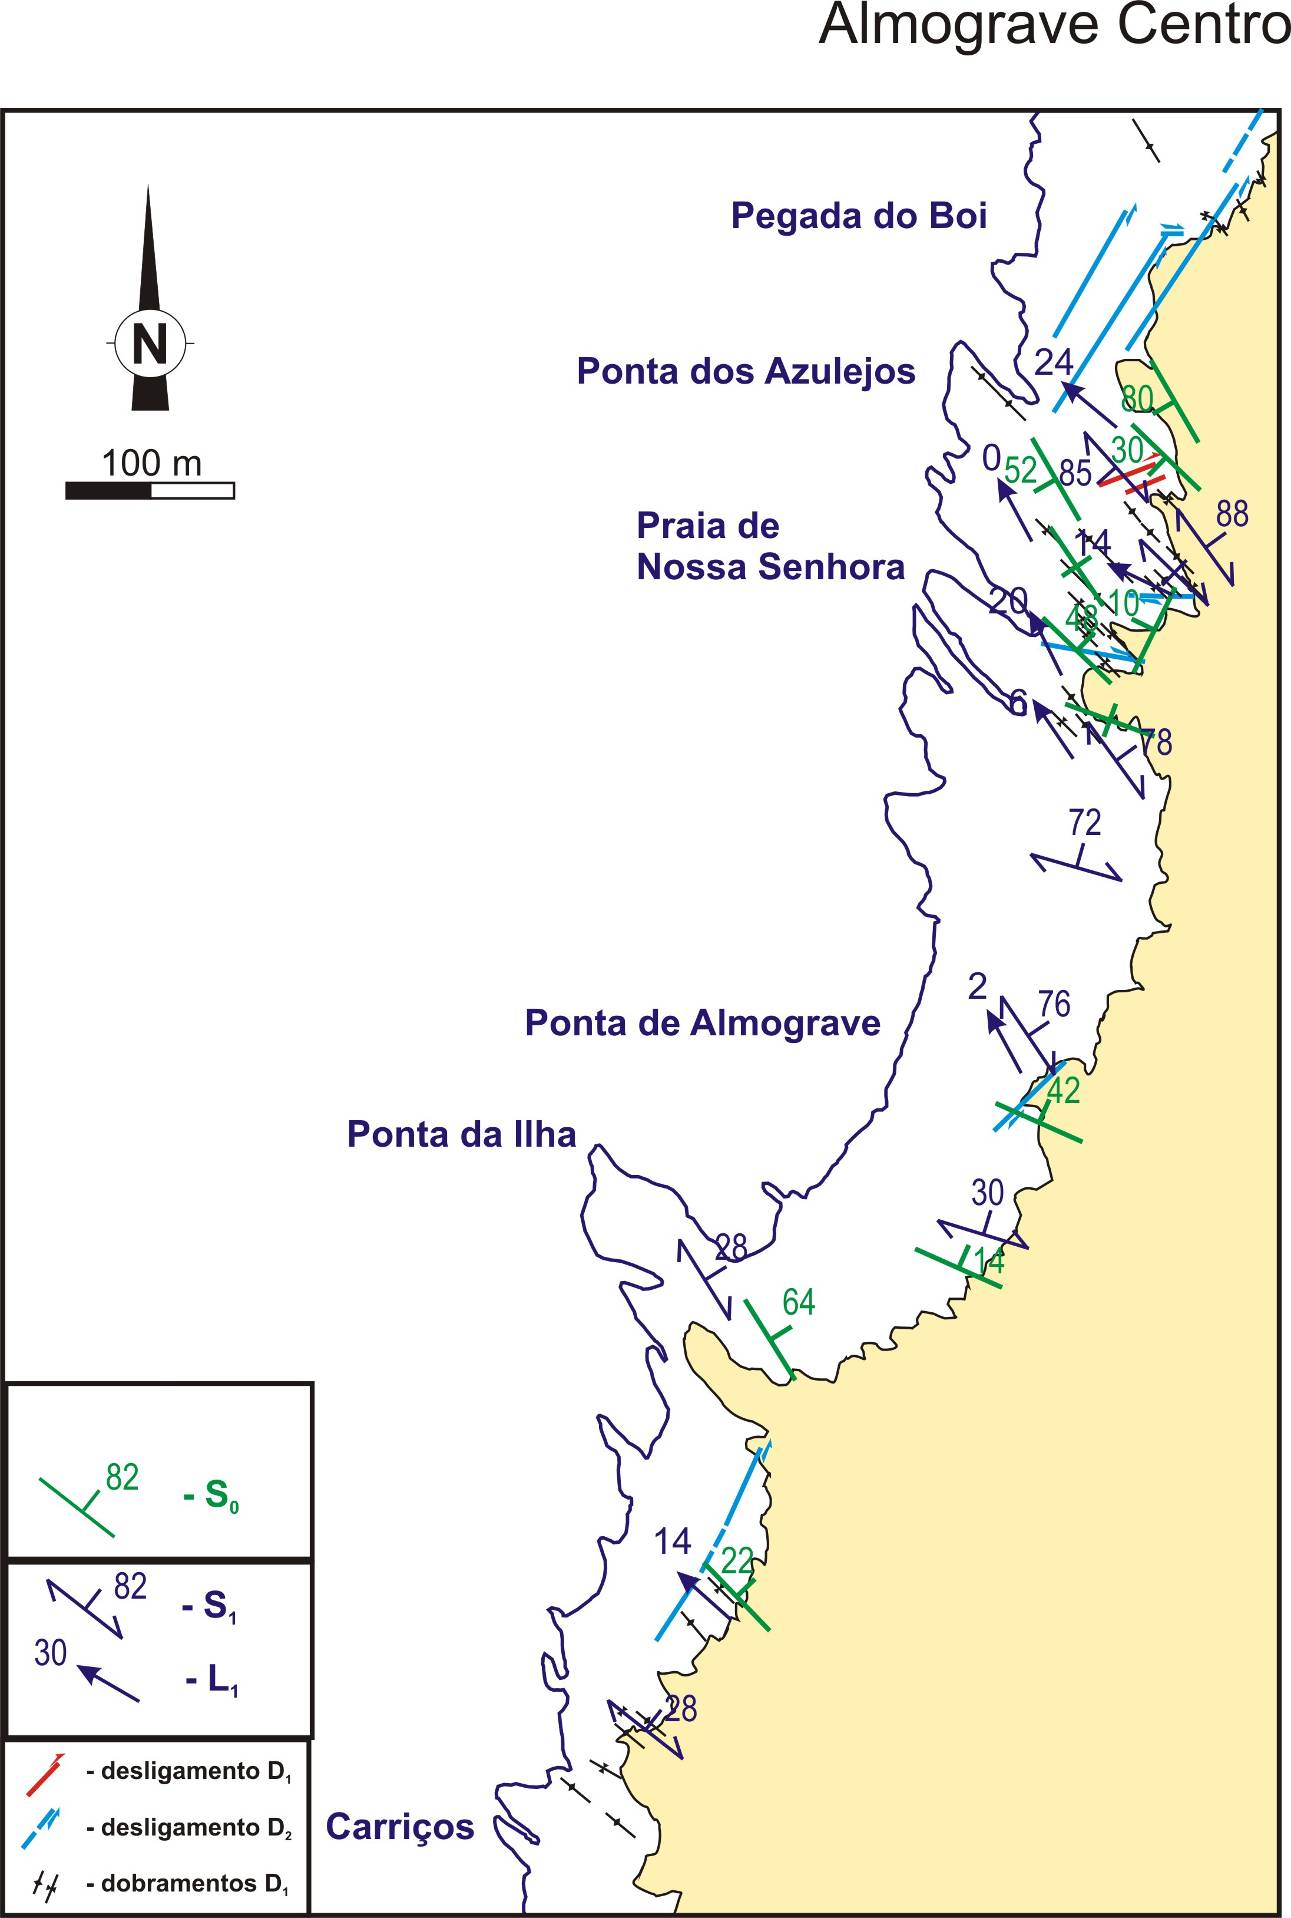 Almograve Centro
Pegada do Boi
N
Ponta dos Azulejos
24
80
100 m
0
52
85
30
88
Praia de
Nossa Senhora
14
20
48
10
6
78
72
2
76
Ponta de Almograve
42
Ponta da Ilha
30
28
14
64
82
- S0
14
22
82
- S1
30
- L1
28
- desligamento D1
- desligamento D2
Carriços
- dobramentos D1